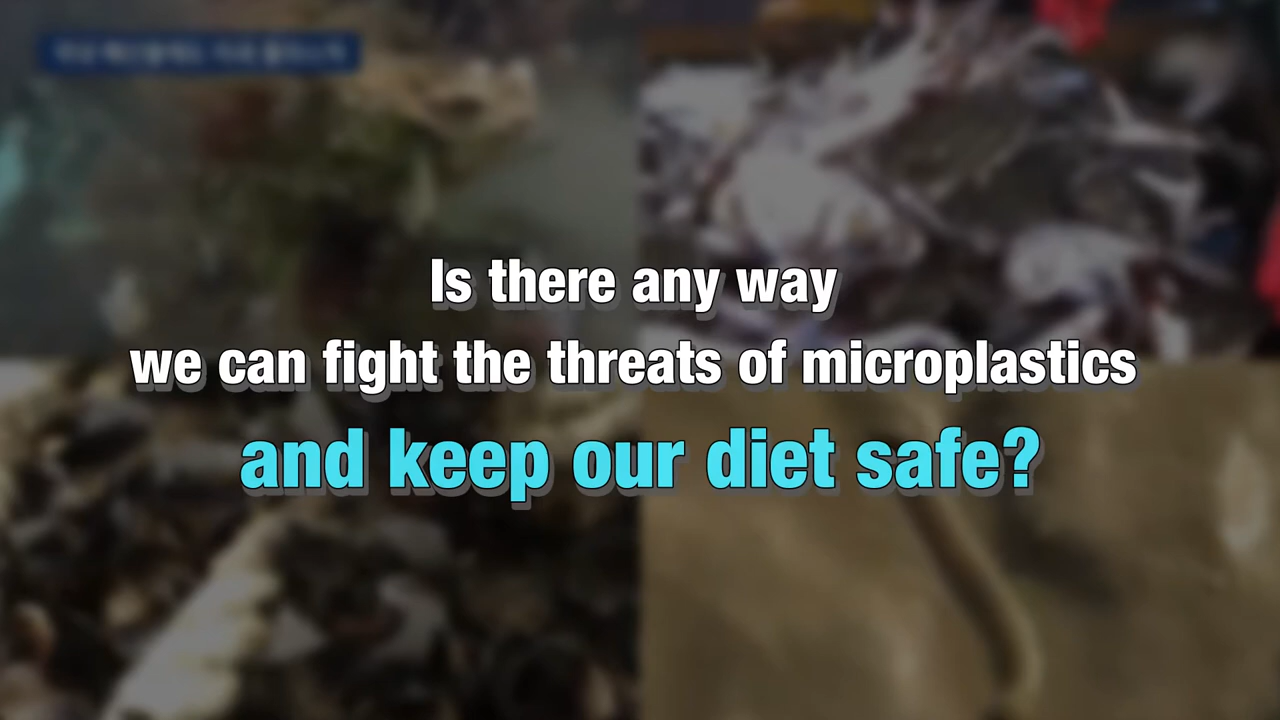 Is there any way
we can fight the threats of microplastics
and keep our diet safe?